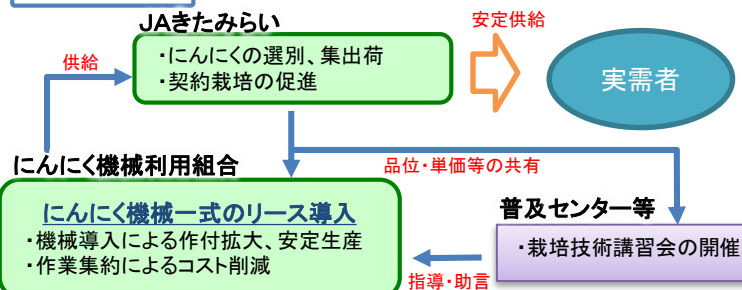 JAきたみらい
・にんにくの選別、集出荷
・契約栽培の促進
安定供給
実需者
供給
にんにく機械利用組合
品位・単価等の共有
にんにく機械一式のリース導入
・機械導入による作付拡大、安定生産
・作業集約によるコスト削減
普及センター等
・栽培技術講習会の開催
指導・助言